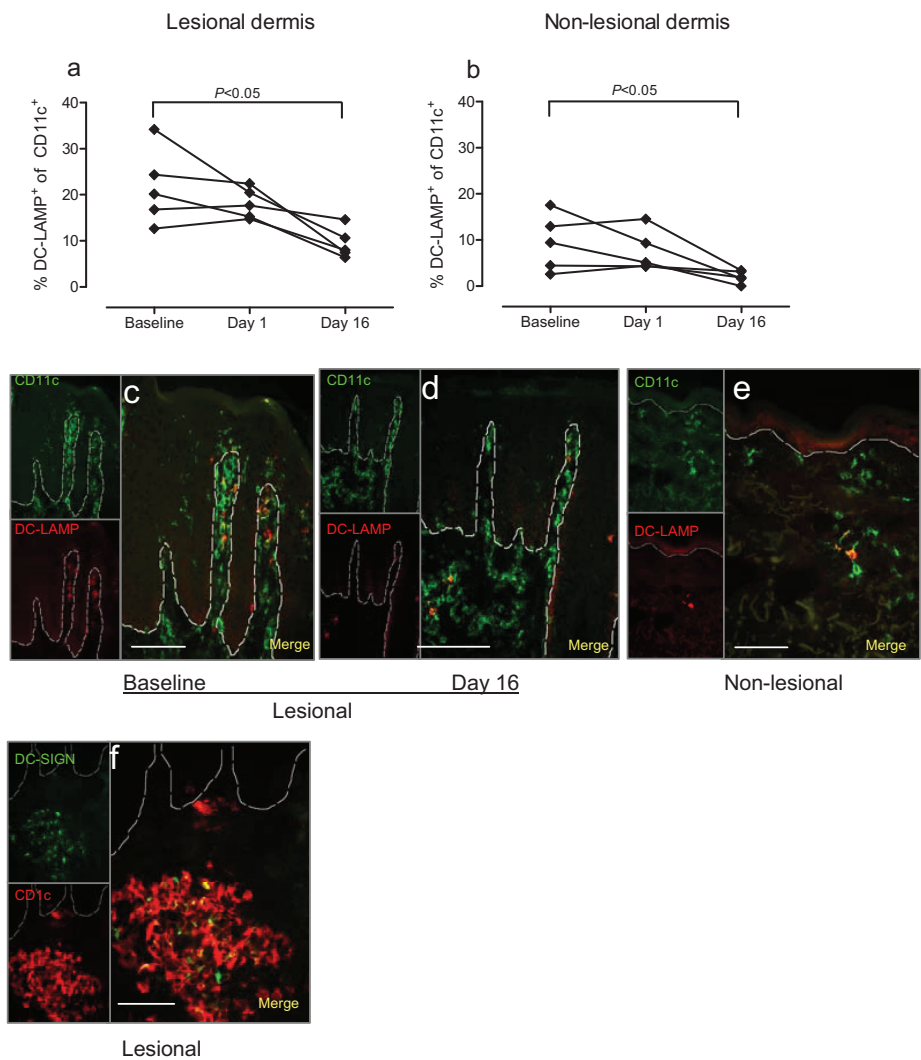 Lesional dermis
Non-lesional dermis
a
b
P<0.05
P<0.05
% DC-LAMP⁺ of CD11c⁺
40
30
20
10
0
Baseline
Day 1
Day 16
% DC-LAMP⁺ of CD11c⁺
40
30
20
10
0
Baseline
Day 1
Day 16
CD11c
DC-LAMP
c
Merge
CD11c
DC-LAMP
d
Merge
CD11c
DC-LAMP
e
Merge
Baseline
Day 16
Lesional
Non-lesional
DC-SIGN
CD1c
f
Merge
Lesional